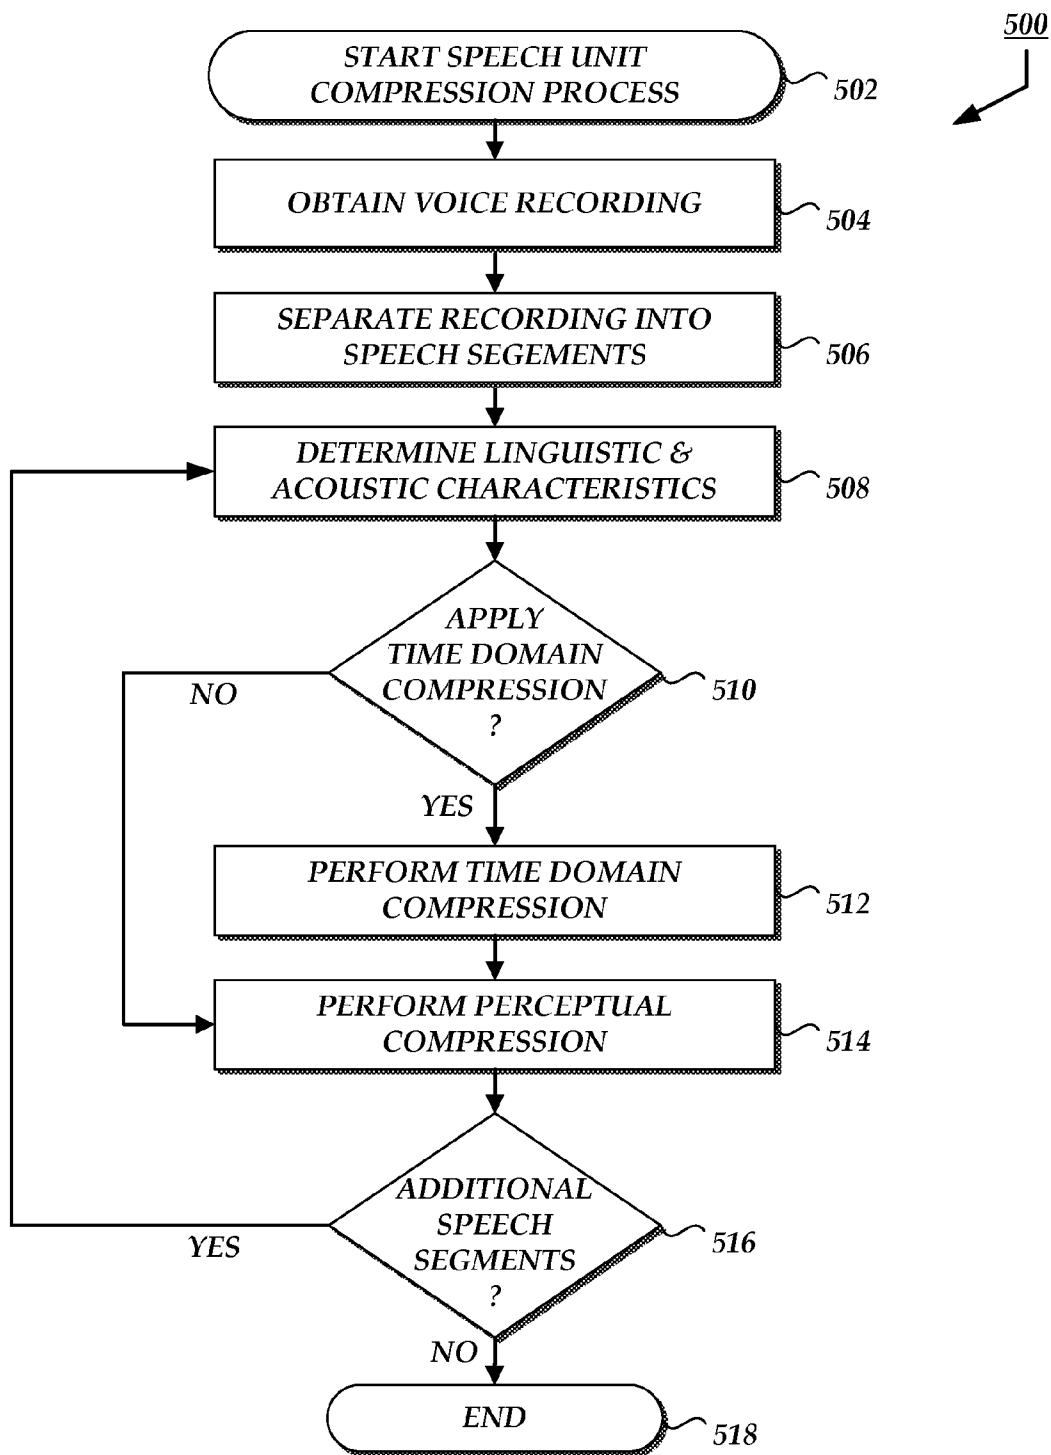 500
START SPEECH UNIT
COMPRESSION PROCESS
502
OBTAIN VOICE RECORDING
504
SEPARATE RECORDING INTO
SPEECH SEGEMENTS
506
DETERMINE LINGUISTIC &
ACOUSTIC CHARACTERISTICS
508
APPLY
TIME DOMAIN
COMPRESSION
?
510
NO
YES
PERFORM TIME DOMAIN
COMPRESSION
512
PERFORM PERCEPTUAL
COMPRESSION
514
ADDITIONAL
SPEECH
SEGMENTS
?
516
YES
NO
END
518